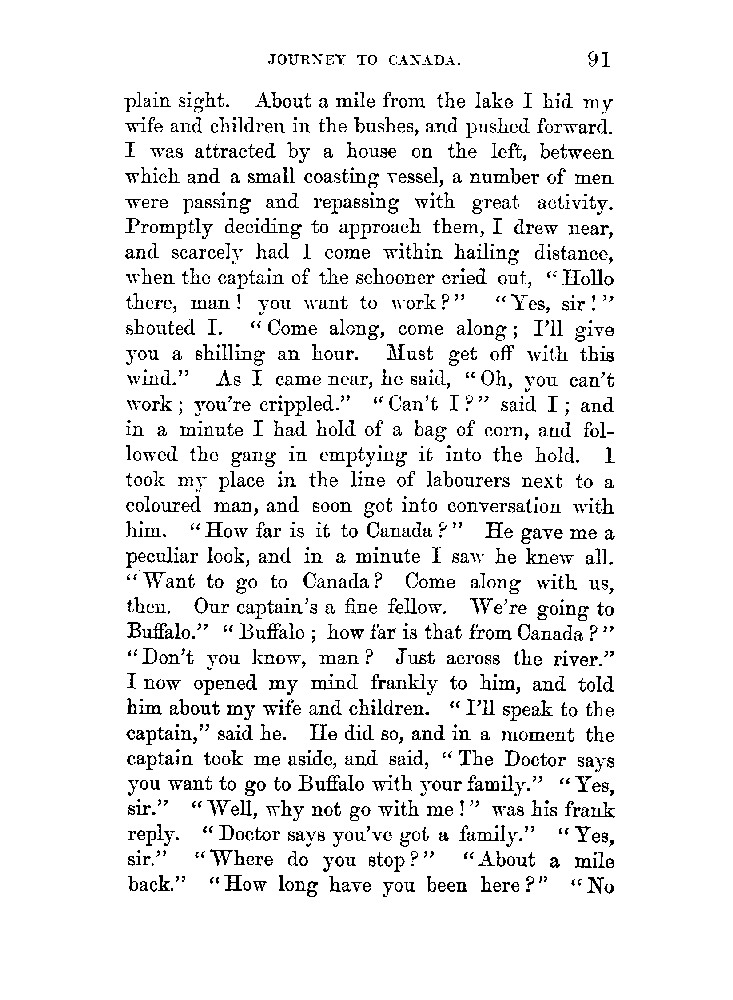 JOURNEY TO CANADA. 91
plain sight. About a mile from the lake I hid my
wife and children in the bushes, and pushed forward.
I was attracted by a house on the left, between
which and a small coasting vessel, a number of men
were passing and repassing with great activity.
Promptly deciding to approach them, I drew near,
and scarcely had I come within hailing distance,
when the captain of the schooner cried out, “Hollo
there, man! you want to work?” “Yes, sir!”
shouted I. “Come along, come along; I’ll give
you a shilling an hour. Must get off with this
wind.” As I came near, he said, “Oh, you can’t
work; you’re crippled.” “Can’t I?” said I; and
in a minute I had hold of a bag of corn, and fol-
lowed the gang in emptying it into the hold. I
took my place in the line of labourers next to a
coloured man, and soon got into conversation with
him. “How far is it to Canada?” He gave me a
peculiar look, and in a minute I saw he knew all.
“Want to go to Canada? Come along with us,
then. Our captain’s a fine fellow. We’re going to
Buffalo.” “Buffalo; how far is that from Canada?”
“Don’t you know, man? Just across the river.”
I now opened my mind frankly to him, and told
him about my wife and children. “I’ll speak to the
captain,” said he. He did so, and in a moment the
captain took me aside, and said, “The Doctor says
you want to go to Buffalo with your family.” “Yes,
sir.” “Well, why not go with me!” was his frank
reply. “Doctor says you’ve got a family.” “Yes,
sir.” “Where do you stop?” “About a mile
back.” “How long have you been here?” “No